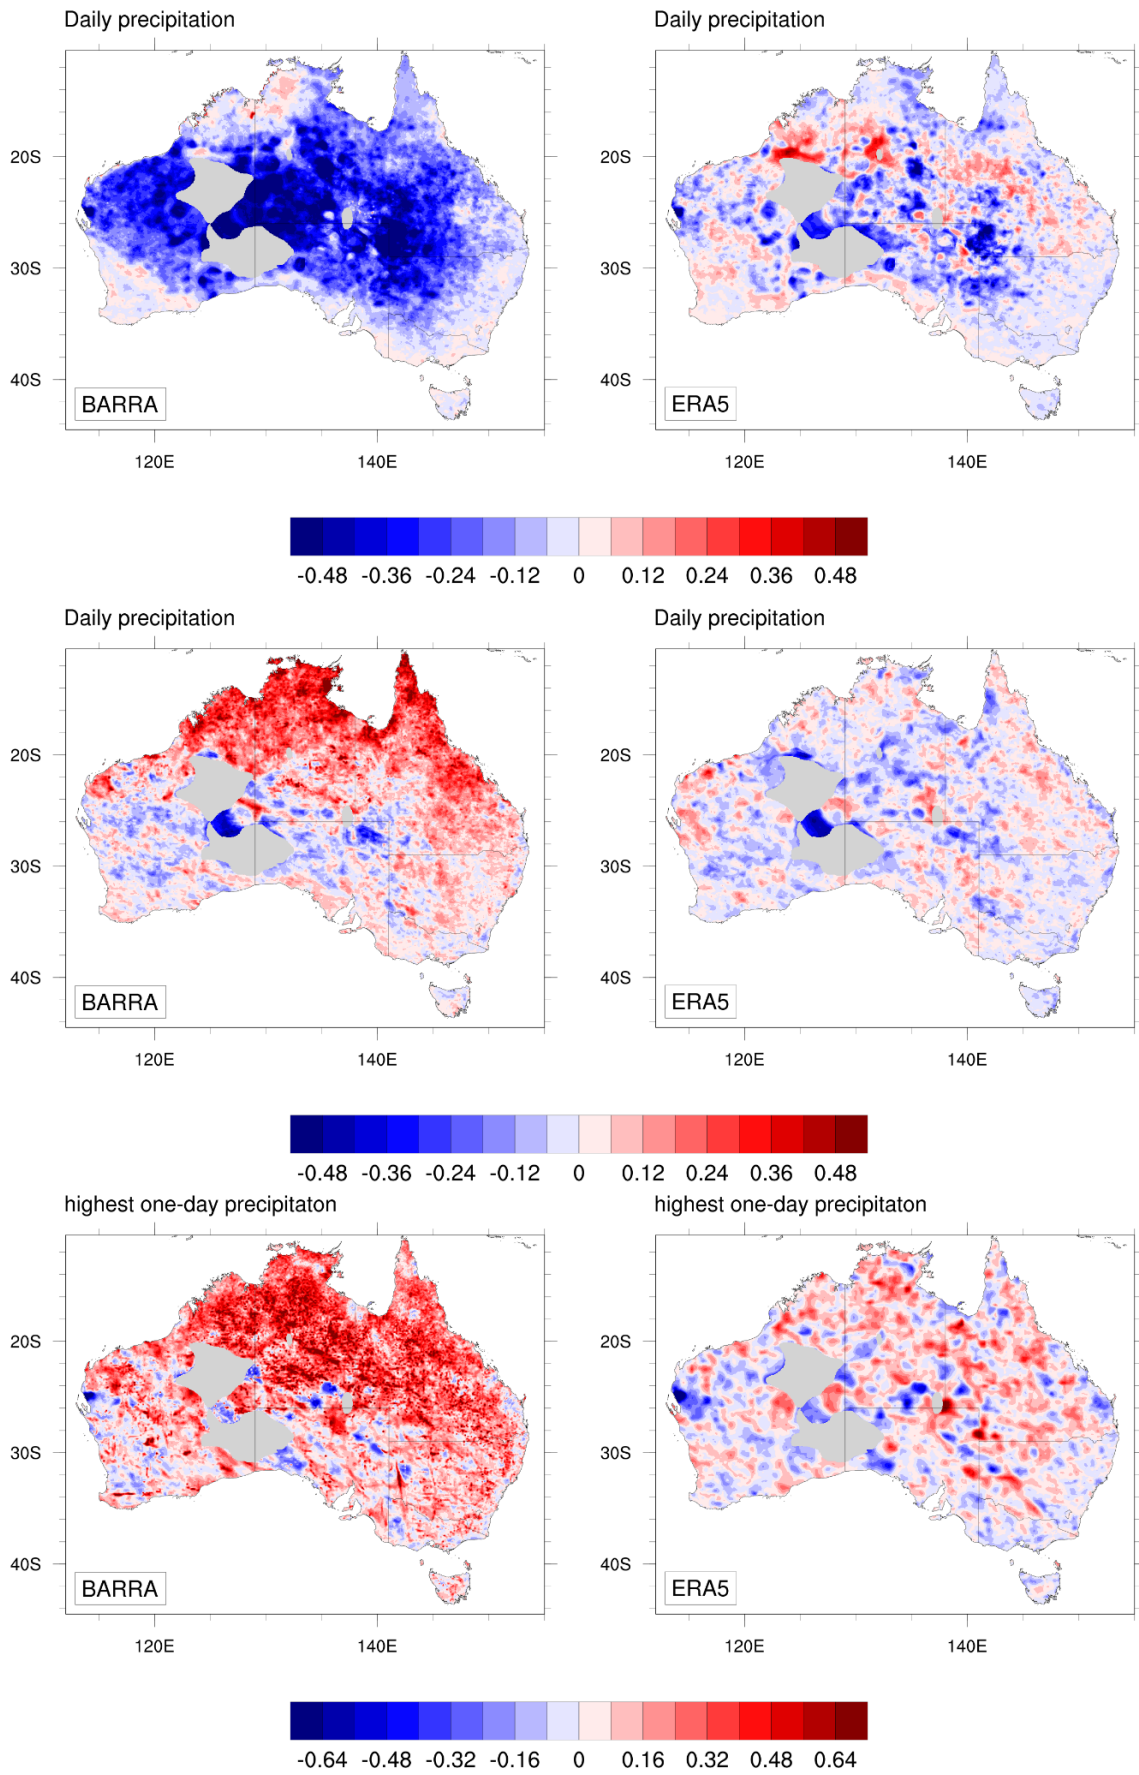 Daily precipitation
Daily precipitation
20S
20S
30S
30S
40S
40S
BARRA
ERA5
120E 140E
120E 140E
-0.48 -0.36 -0.24 -0.12 0 0.12 0.24 0.36 0.48
Daily precipitation
Daily precipitation
20S
20S
30S
30S
40S
40S
BARRA
ERA5
120E 140E
120E 140E
-0.48 -0.36 -0.24 -0.12 0 0.12 0.24 0.36 0.48
highest one-day precipitaton
highest one-day precipitaton
20S
20S
30S
30S
40S
40S
BARRA
ERA5
120E 140E
120E 140E
-0.64 -0.48 -0.32 -0.16 0 0.16 0.32 0.48 0.64